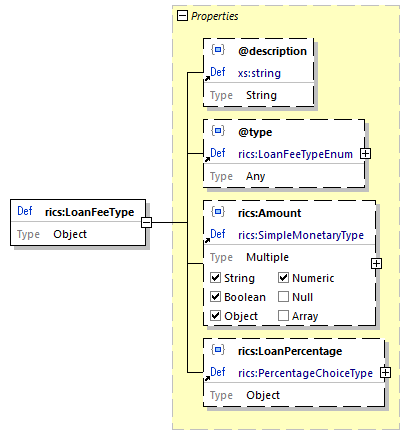 Properties
@description
Def xs:string
Type String
@type
Def rics:LoanFeeTypeEnum
Type Any
Def rics:LoanFeeType
Type Object
rics:Amount
Def rics:SimpleMonetaryType
Type Multiple
String Numeric
Boolean Null
Object Array
rics:LoanPercentage
Def rics:PercentageChoiceType
Type Object